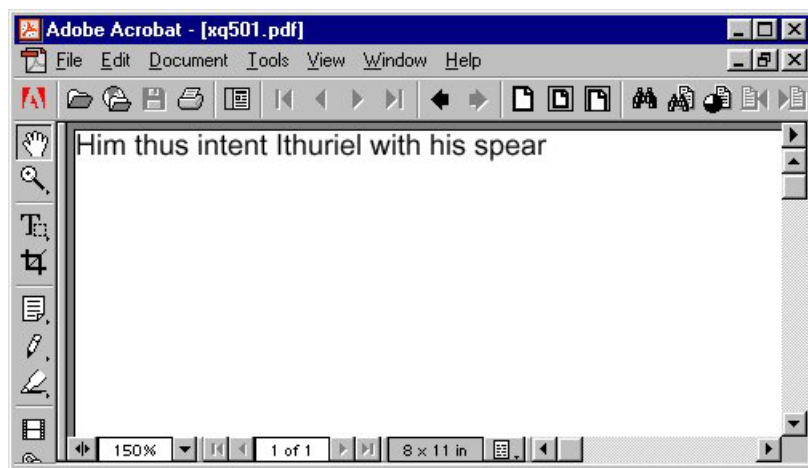 Adobe Acrobat - [xq501.pdf]
File Edit Document Tools View Window Help
Him thus intent Ithuriel with his spear
150% 1 of 1 8 x 11 in